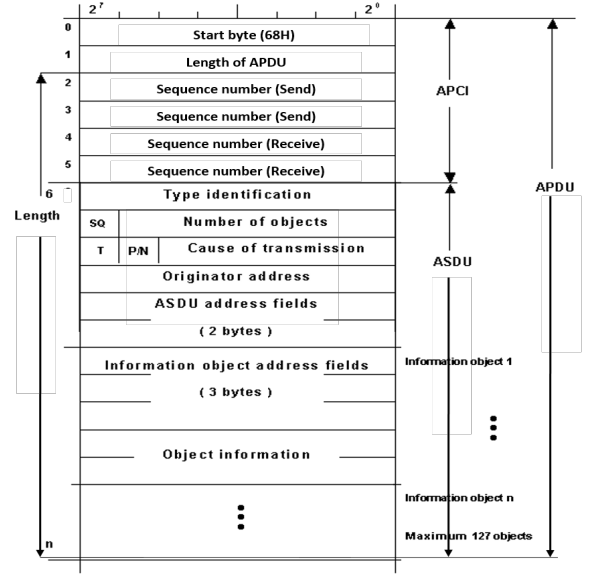 2⁷ 2⁰
0 Start byte (68H)
1 Length of APDU
2 Sequence number (Send)
APCI
3 Sequence number (Send)
4 Sequence number (Receive)
5 Sequence number (Receive)
6 Type identification
APDU
Length
SQ Number of objects
T P/N Cause of transmission
ASDU
Originator address
ASDU address fields
( 2 bytes )
Information object address fields
Information object 1
( 3 bytes )
Object information
Information object n
Maximum 127 objects
n